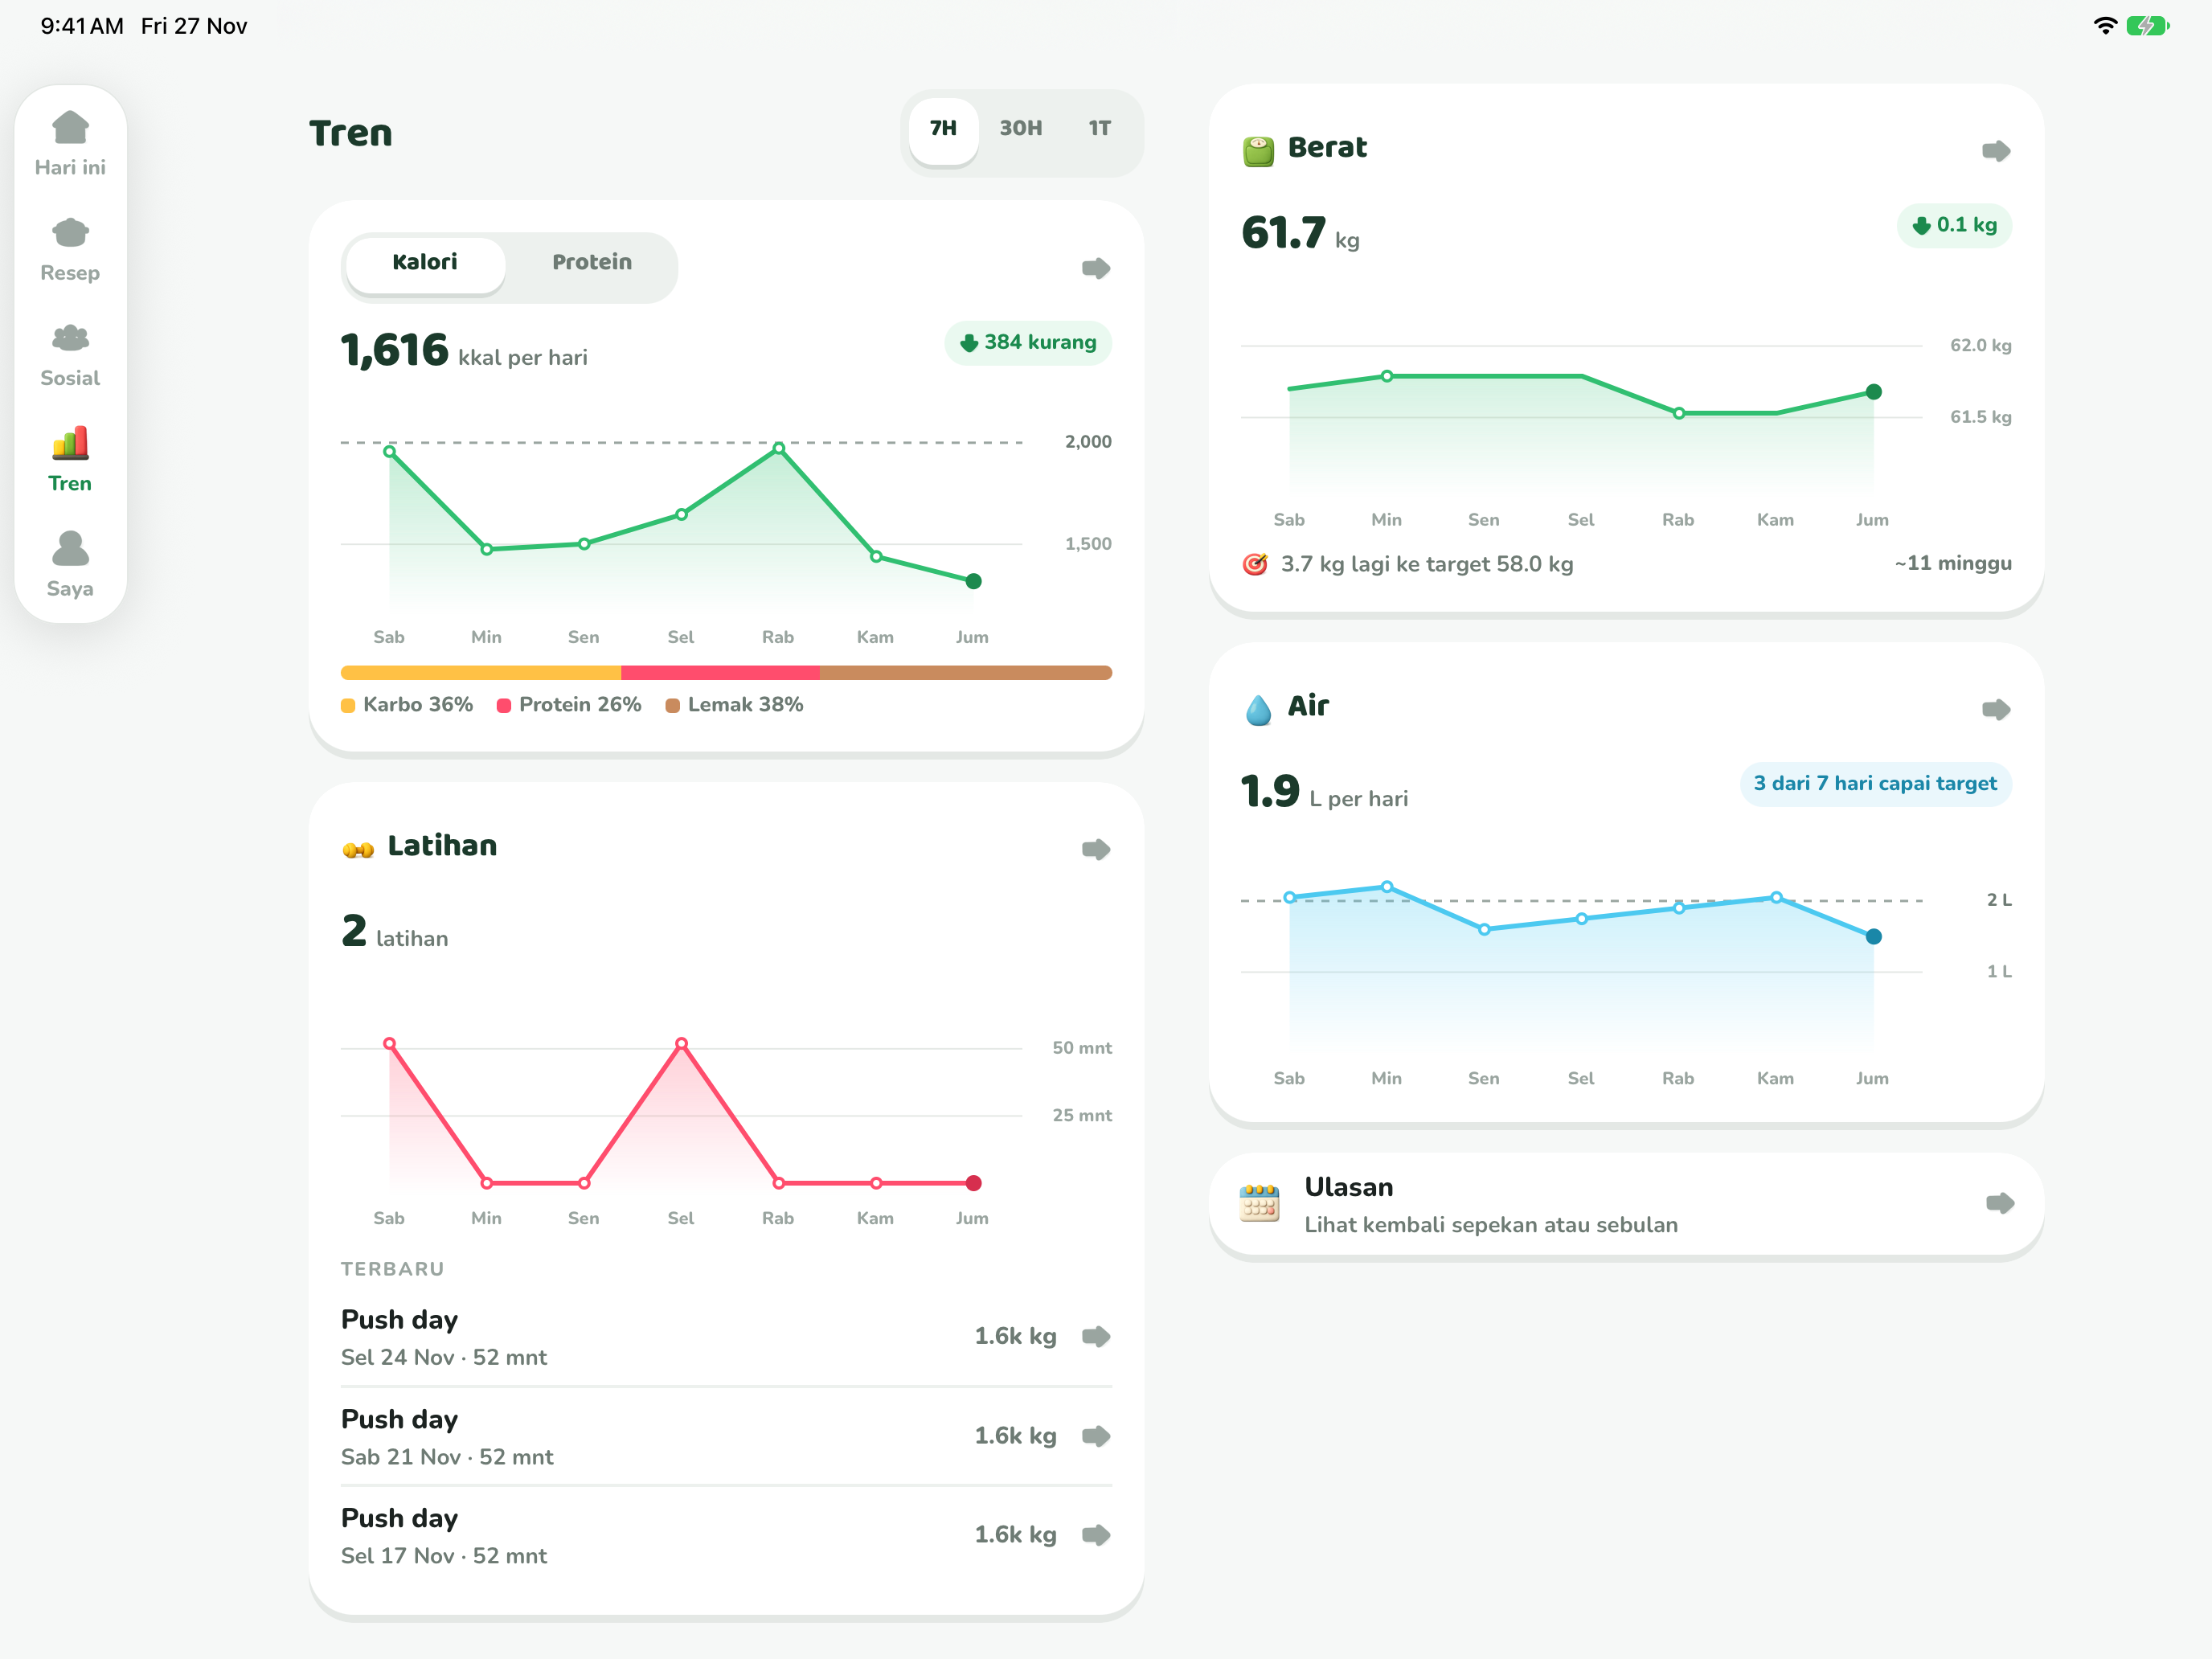 9:41 AM Fri 27 Nov
Hari ini
Resep
Sosial
Tren
Saya
Tren
7H 30H 1T
Kalori Protein
1,616 kkal per hari
384 kurang
2,000
1,500
Sab Min Sen Sel Rab Kam Jum
Karbo 36% Protein 26% Lemak 38%
Latihan
2 latihan
50 mnt
25 mnt
Sab Min Sen Sel Rab Kam Jum
TERBARU
Push day
Sel 24 Nov · 52 mnt
1.6k kg
Push day
Sab 21 Nov · 52 mnt
1.6k kg
Push day
Sel 17 Nov · 52 mnt
1.6k kg
Berat
61.7 kg
0.1 kg
62.0 kg
61.5 kg
Sab Min Sen Sel Rab Kam Jum
3.7 kg lagi ke target 58.0 kg
~11 minggu
Air
1.9 L per hari
3 dari 7 hari capai target
2 L
1 L
Sab Min Sen Sel Rab Kam Jum
Ulasan
Lihat kembali sepekan atau sebulan